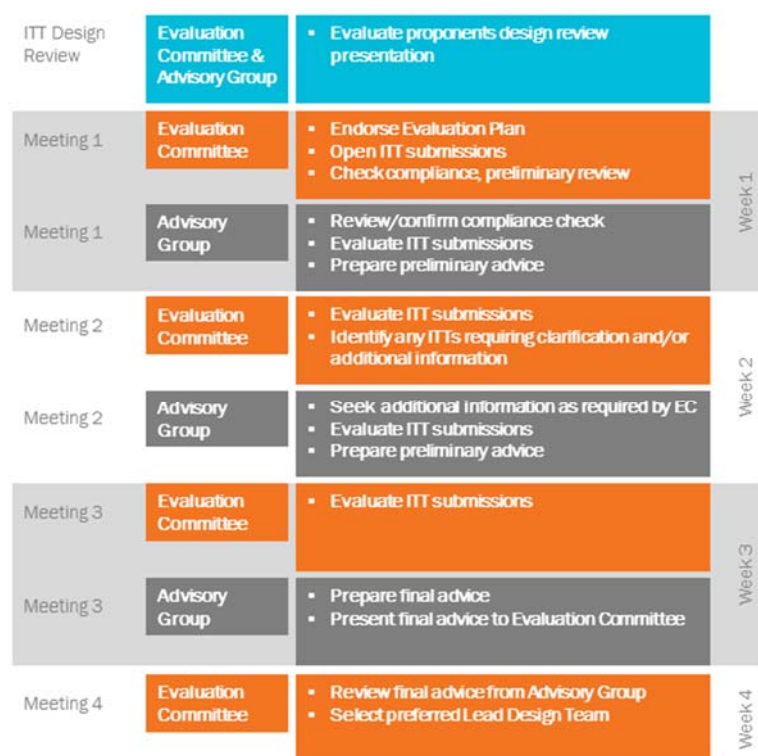 ITT Design
Review
Evaluation
Committee &
Advisory Group
▪ Evaluate proponents design review
presentation
Meeting 1
Evaluation
Committee
▪ Endorse Evaluation Plan
▪ Open ITT submissions
▪ Check compliance, preliminary review
Meeting 1
Advisory
Group
▪ Review/confirm compliance check
▪ Evaluate ITT submissions
▪ Prepare preliminary advice
Week 1
Meeting 2
Evaluation
Committee
▪ Evaluate ITT submissions
▪ Identify any ITTs requiring clarification and/or
additional information
Meeting 2
Advisory
Group
▪ Seek additional information as required by EC
▪ Evaluate ITT submissions
▪ Prepare preliminary advice
Week 2
Meeting 3
Evaluation
Committee
▪ Evaluate ITT submissions
Meeting 3
Advisory
Group
▪ Prepare final advice
▪ Present final advice to Evaluation Committee
Week 3
Meeting 4
Evaluation
Committee
▪ Review final advice from Advisory Group
▪ Select preferred Lead Design Team
Week 4